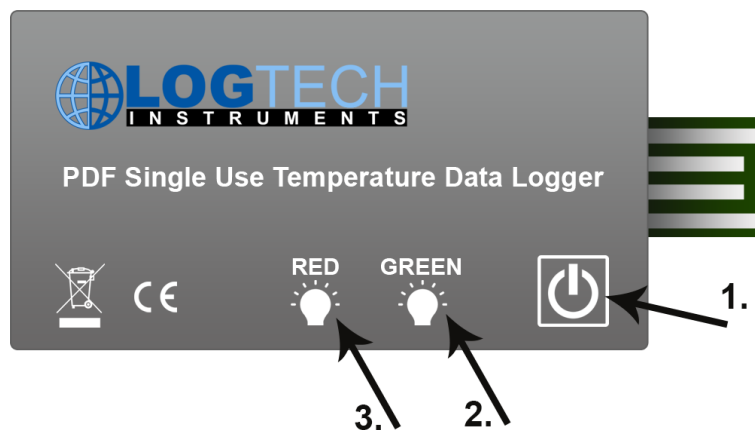 LOGTECH
INSTRUMENTS
PDF Single Use Temperature Data Logger
RED GREEN
CE
1.
3. 2.